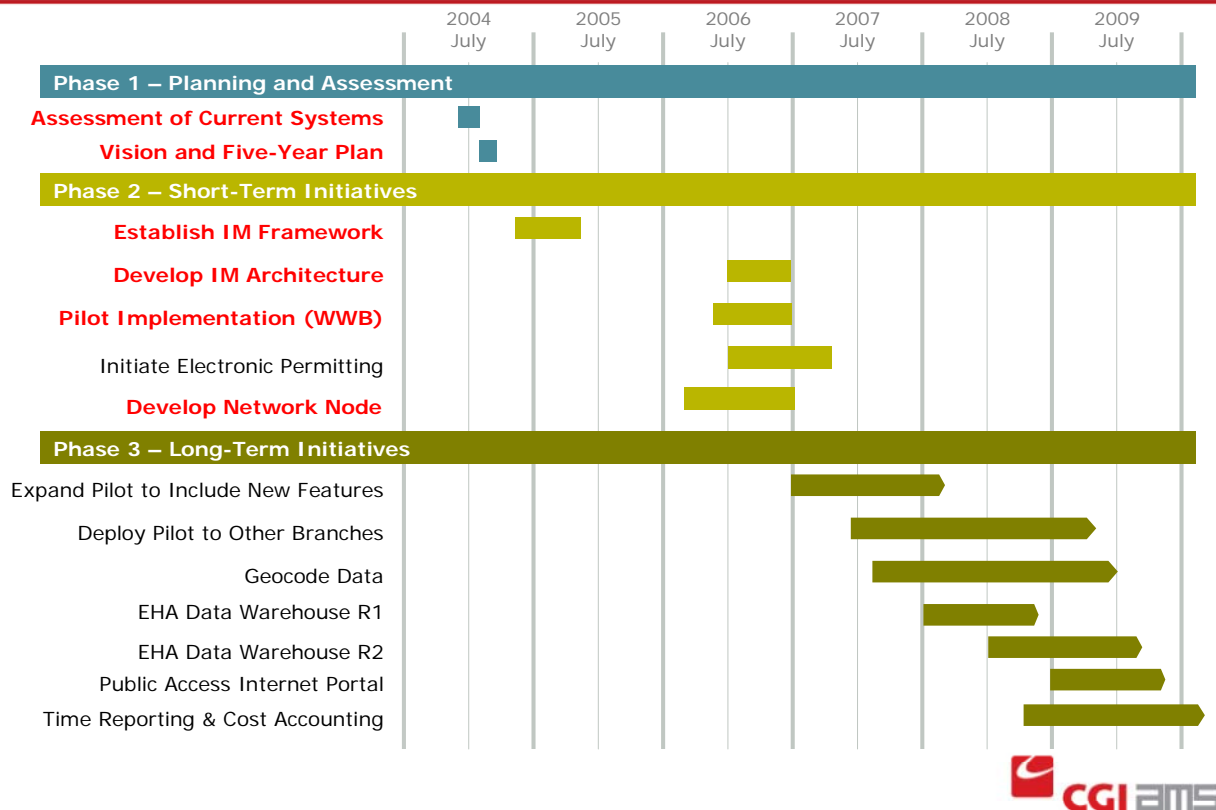 2004 2005 2006 2007 2008 2009
July July July July July July
Phase 1 – Planning and Assessment
Assessment of Current Systems
Vision and Five-Year Plan
Phase 2 – Short-Term Initiatives
Establish IM Framework
Develop IM Architecture
Pilot Implementation (WWB)
Initiate Electronic Permitting
Develop Network Node
Phase 3 – Long-Term Initiatives
Expand Pilot to Include New Features
Deploy Pilot to Other Branches
Geocode Data
EHA Data Warehouse R1
EHA Data Warehouse R2
Public Access Internet Portal
Time Reporting & Cost Accounting
CGI AMS